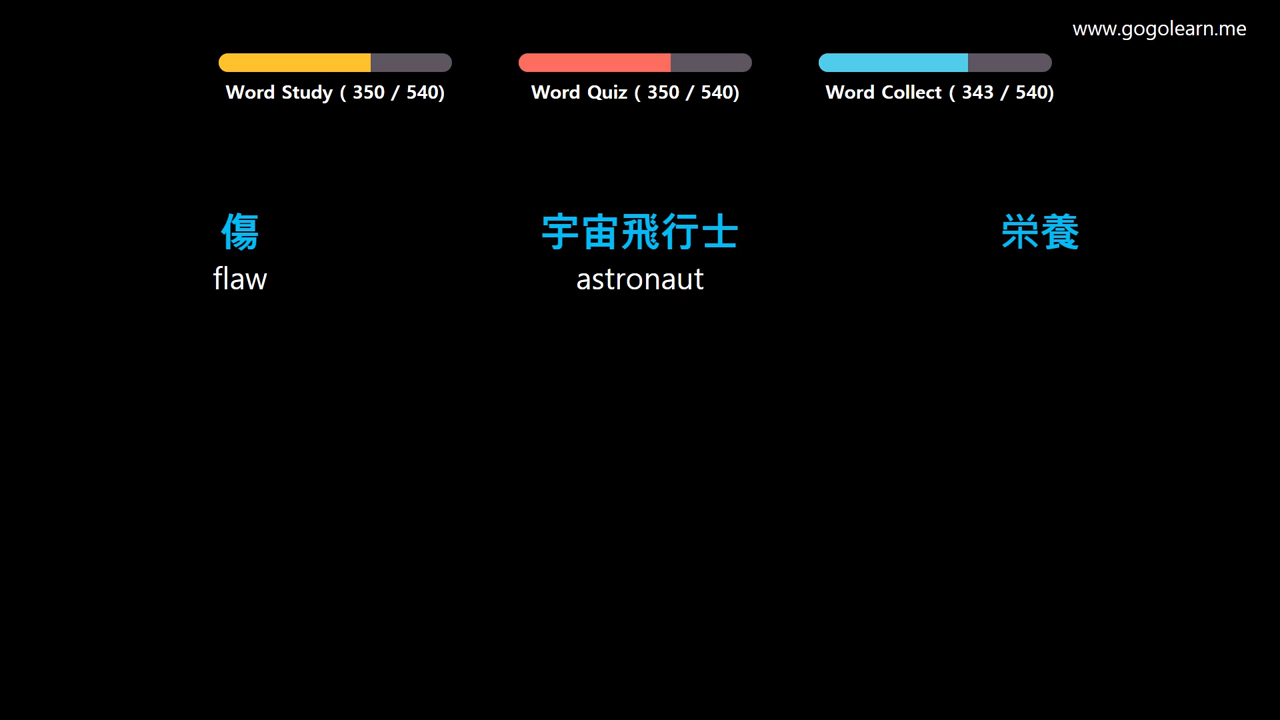 www.gogolearn.me
Word Study ( 350 / 540)
Word Quiz ( 350 / 540)
Word Collect ( 343 / 540)
傷
flaw
宇宙飛行士
astronaut
栄養